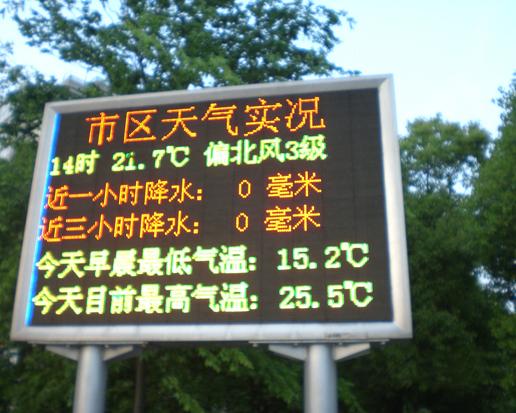 市区天气实况
14时 21.7℃ 偏北风3级
近一小时降水： 0 毫米
近三小时降水： 0 毫米
今天早晨最低气温：15.2℃
今天目前最高气温：25.5℃